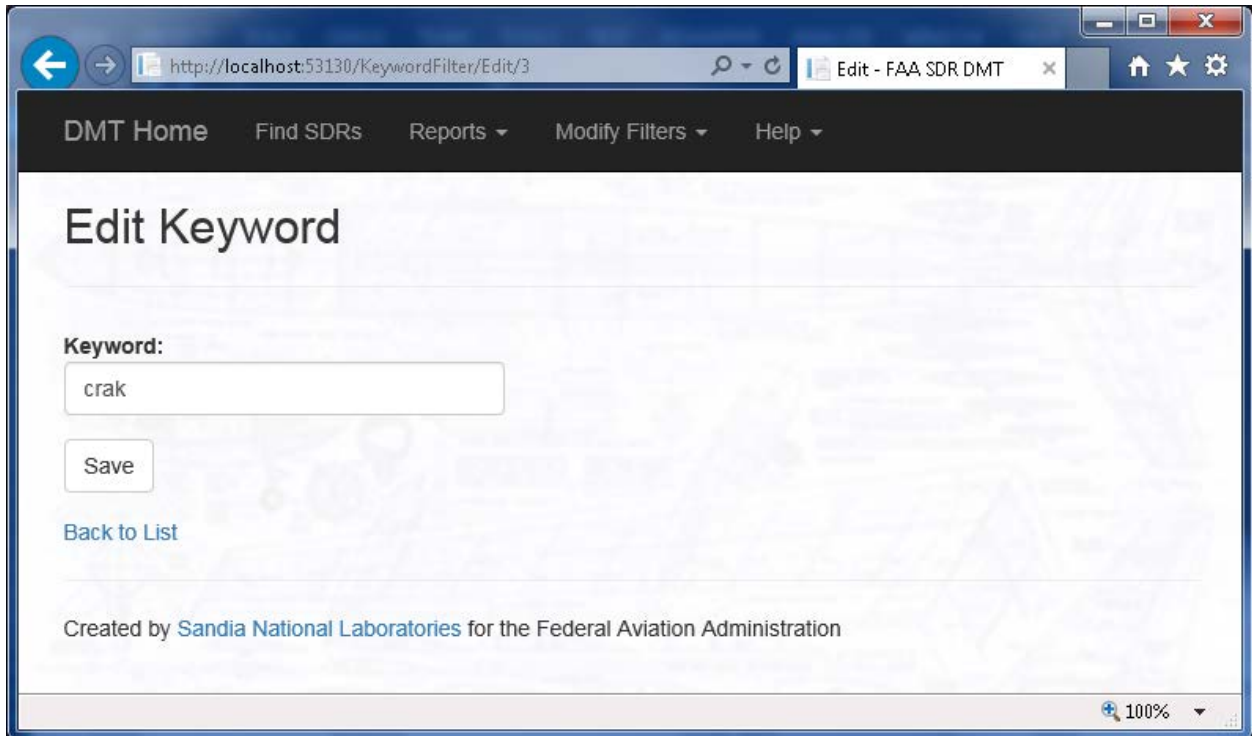 http://localhost:53130/KeywordFilter/Edit/3
Edit - FAA SDR DMT
DMT Home Find SDRs Reports Modify Filters Help
Edit Keyword
Keyword:
crak
Save
Back to List
Created by Sandia National Laboratories for the Federal Aviation Administration
100%